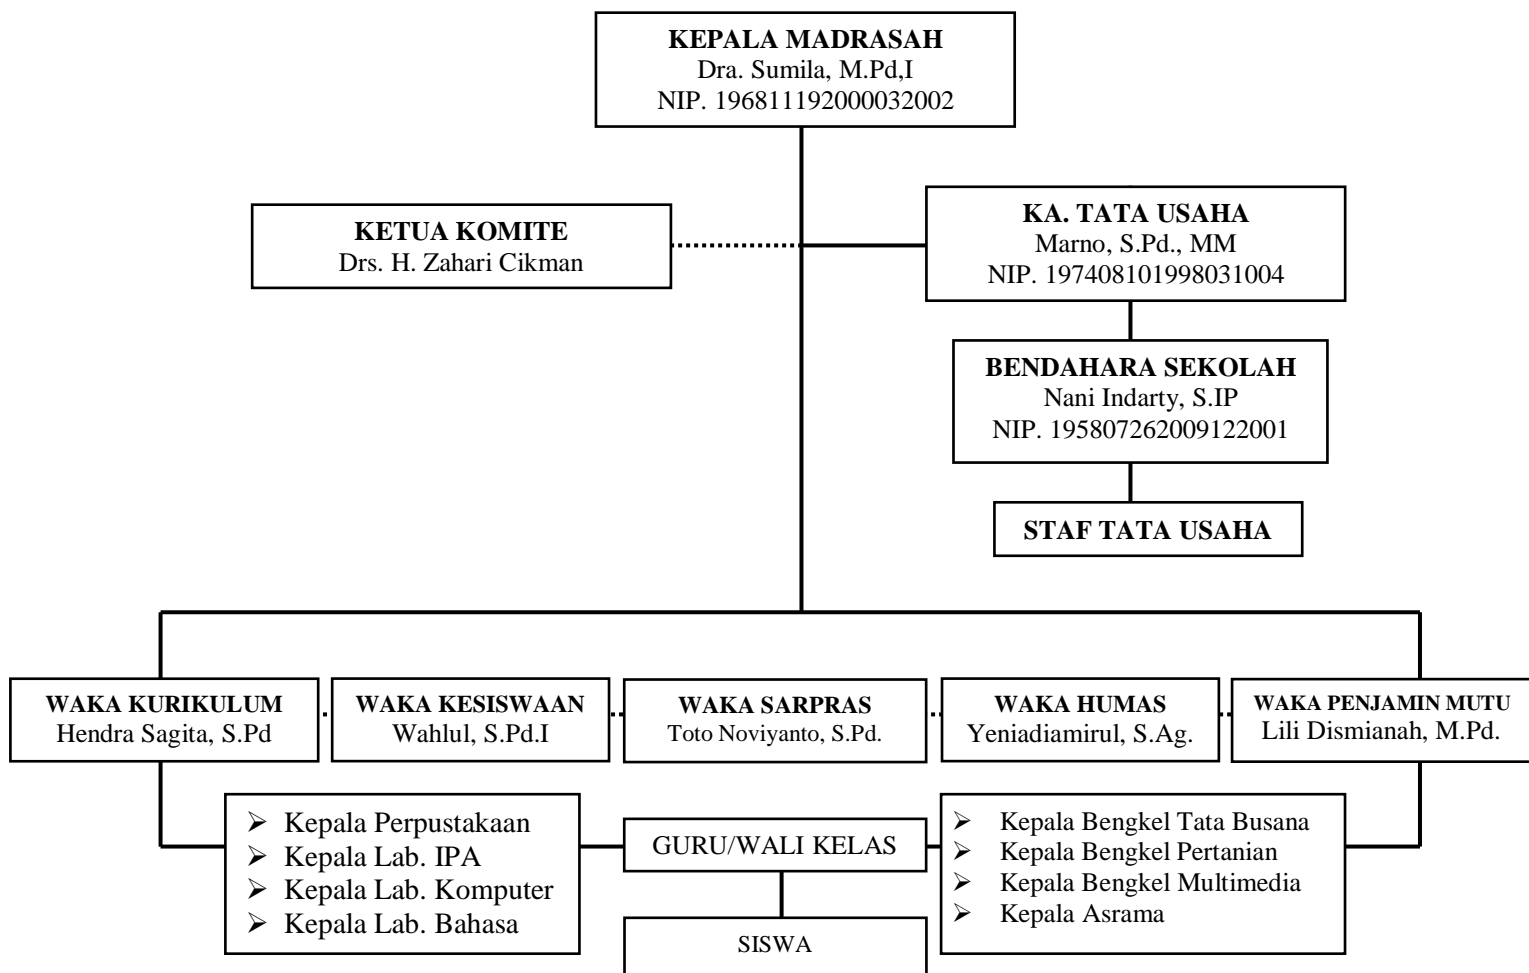 KEPALA MADRASAH
Dra. Sumila, M.Pd,I
NIP. 196811192000032002
KETUA KOMITE
Drs. H. Zahari Cikman
KA. TATA USAHA
Marno, S.Pd., MM
NIP. 197408101998031004
BENDAHARA SEKOLAH
Nani Indarty, S.IP
NIP. 195807262009122001
STAF TATA USAHA
WAKA KURIKULUM
Hendra Sagita, S.Pd
WAKA KESISWAAN
Wahlul, S.Pd.I
WAKA SARPRAS
Toto Noviyanto, S.Pd.
WAKA HUMAS
Yeniadiamirul, S.Ag.
WAKA PENJAMIN MUTU
Lili Dismianah, M.Pd.
➢ Kepala Perpustakaan
➢ Kepala Lab. IPA
➢ Kepala Lab. Komputer
➢ Kepala Lab. Bahasa
GURU/WALI KELAS
➢ Kepala Bengkel Tata Busana
➢ Kepala Bengkel Pertanian
➢ Kepala Bengkel Multimedia
➢ Kepala Asrama
SISWA